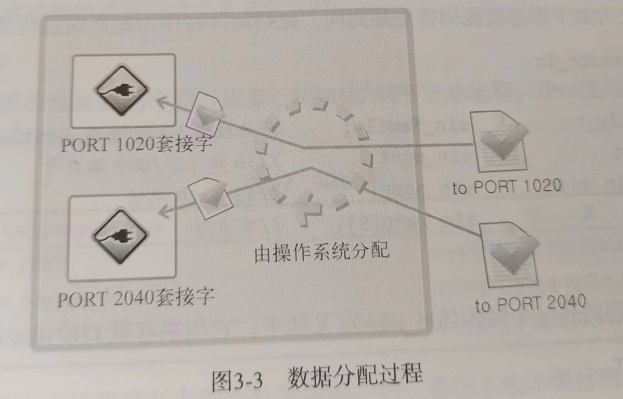 PORT 1020套接字
to PORT 1020
由操作系统分配
PORT 2040套接字
to PORT 2040
图3-3 数据分配过程